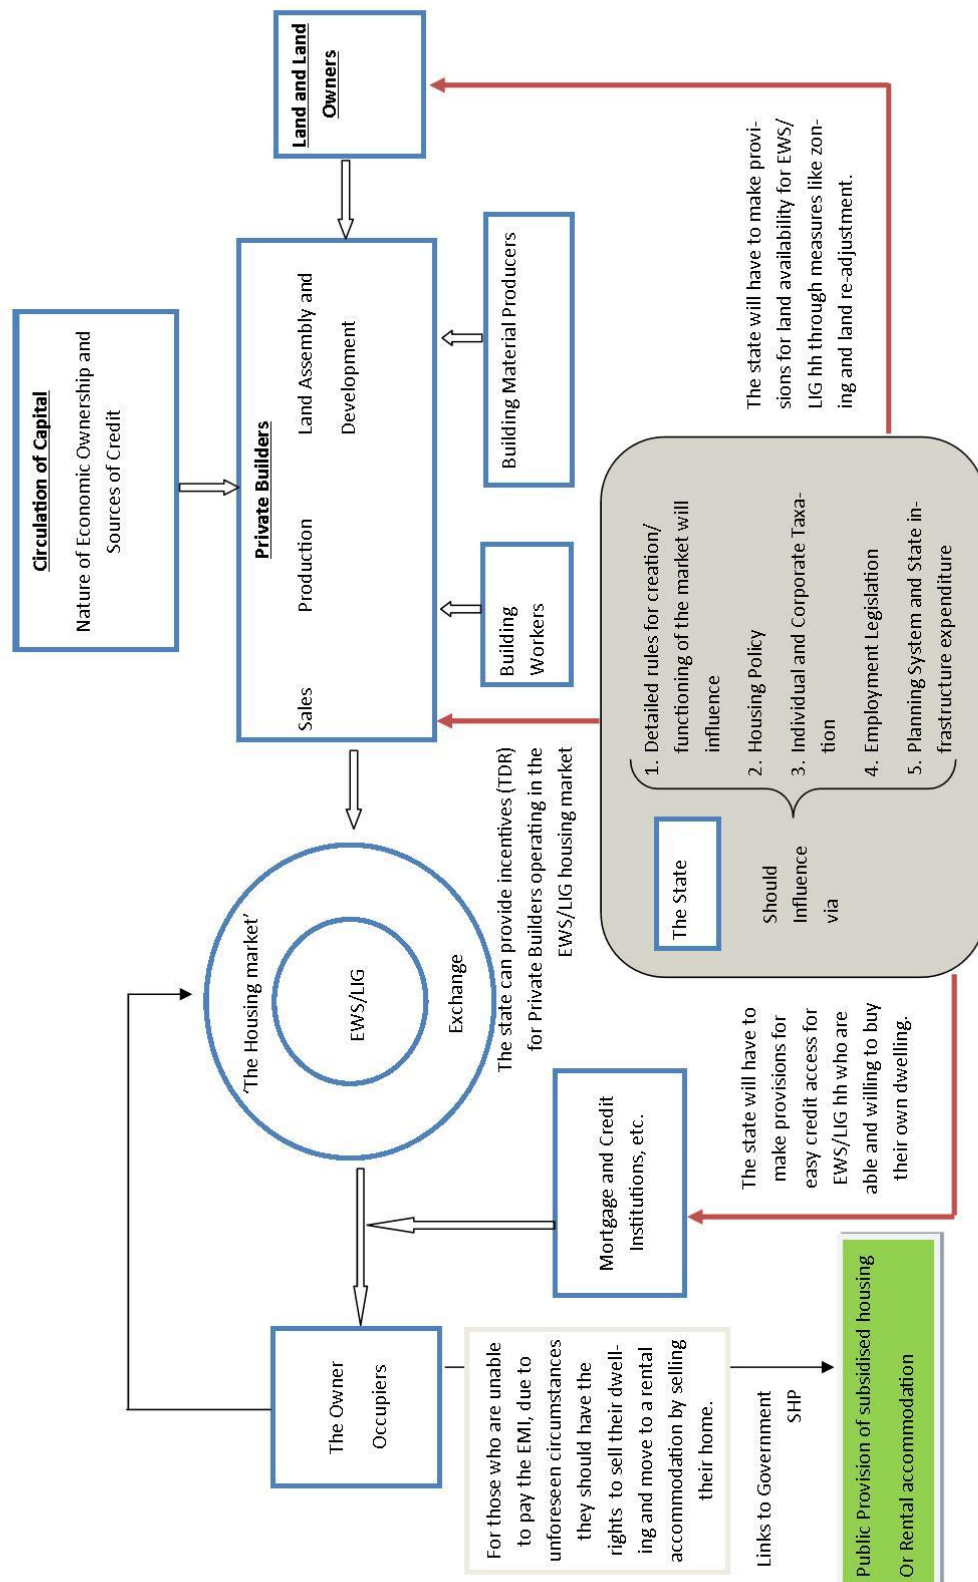 Circulation of Capital
Nature of Economic Ownership and
Sources of Credit
Land and Land
Owners
Private Builders
Sales
Production
Land Assembly and
Development
Building
Workers
Building Material Producers
'The Housing market'
EWS/LIG
Exchange
The Owner
Occupiers
Mortgage and Credit
Institutions, etc.
The state can provide incentives (TDR)
for Private Builders operating in the
EWS/LIG housing market
For those who are unable
to pay the EMI, due to
unforeseen circumstances
they should have the
rights to sell their dwell-
ing and move to a rental
accommodation by selling
their home.
Links to Government
SHP
Public Provision of subsidised housing
Or Rental accommodation
The state will have to
make provisions for
easy credit access for
EWS/LIG hh who are
able and willing to buy
their own dwelling.
The State
Should
Influence
via
1. Detailed rules for creation/
functioning of the market will
influence
2. Housing Policy
3. Individual and Corporate Taxa-
tion
4. Employment Legislation
5. Planning System and State in-
frastructure expenditure
The state will have to make provi-
sions for land availability for EWS/
LIG hh through measures like zon-
ing and land re-adjustment.